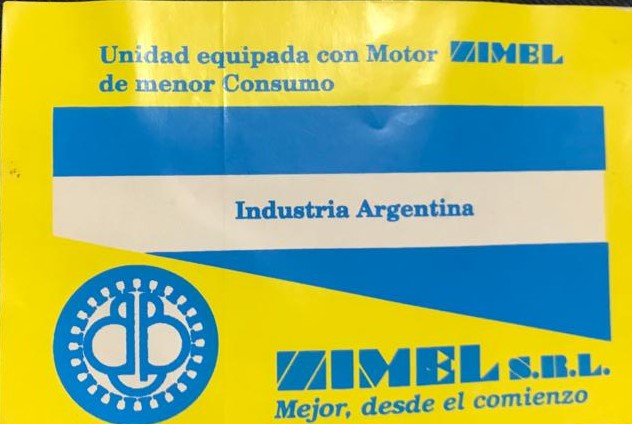 Unidad equipada con Motor ZIMEL
de menor Consumo
Industria Argentina
ZIMEL S.R.L.
Mejor, desde el comienzo